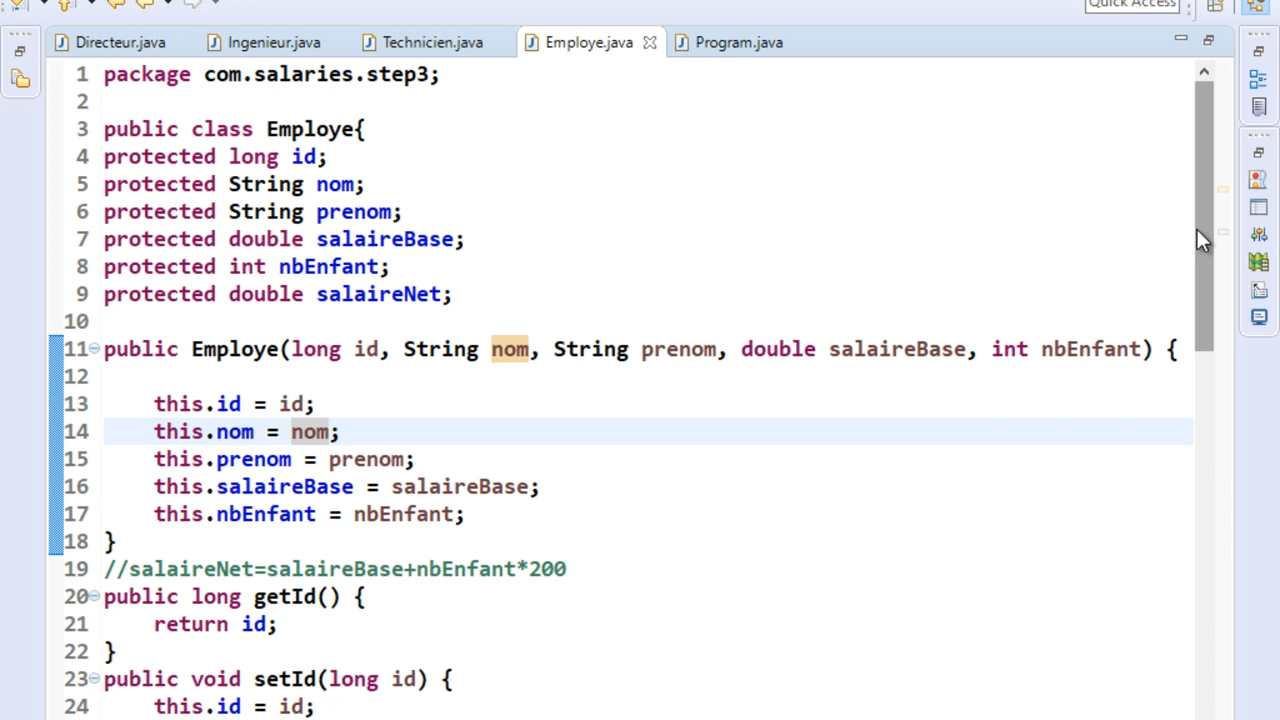 Quick Access
Directeur.java
Ingenieur.java
Technicien.java
Employe.java
Program.java
1 package com.salaries.step3;
2
3 public class Employe{
4 protected long id;
5 protected String nom;
6 protected String prenom;
7 protected double salaireBase;
8 protected int nbEnfant;
9 protected double salaireNet;
10
11 public Employe(long id, String nom, String prenom, double salaireBase, int nbEnfant) {
12
13 this.id = id;
14 this.nom = nom;
15 this.prenom = prenom;
16 this.salaireBase = salaireBase;
17 this.nbEnfant = nbEnfant;
18 }
19 //salaireNet=salaireBase+nbEnfant*200
20 public long getId() {
21 return id;
22 }
23 public void setId(long id) {
24 this.id = id;